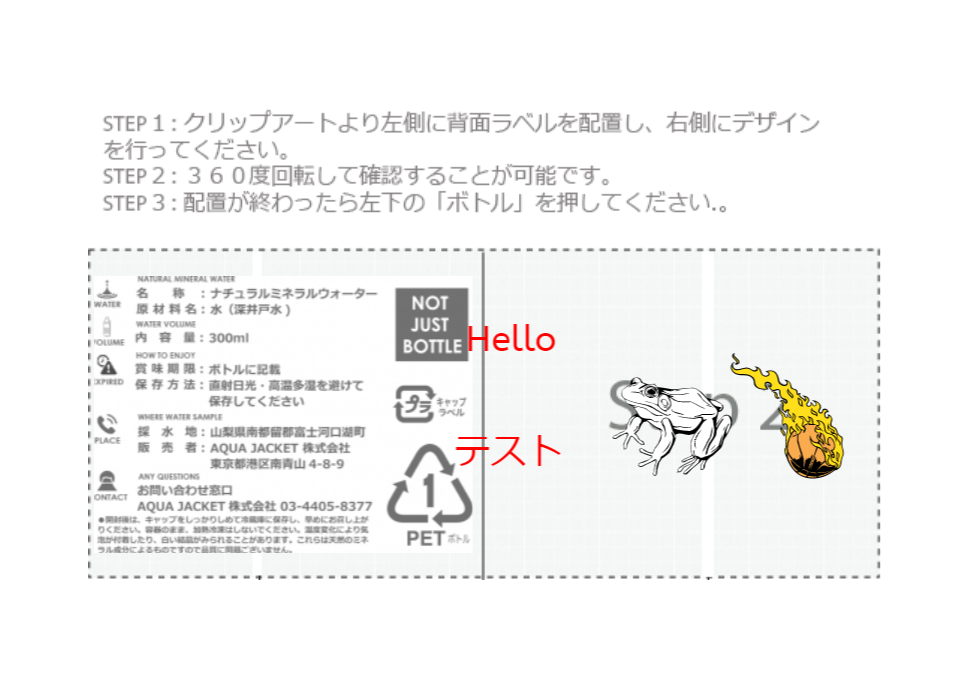 STEP 1 : クリップアートより左側に背面ラベルを配置し、右側にデザイン
を行ってください。
STEP 2 : ３６０度回転して確認することが可能です。
STEP 3 : 配置が終わったら左下の「ボトル」を押してください.。
NATURAL MINERAL WATER
名 称 : ナチュラルミネラルウォーター
原 材 料 名 : 水（深井戸水）
WATER
WATER VOLUME
内 容 量 : 300ml
VOLUME
HOW TO ENJOY
賞 味 期 限 : ボトルに記載
保 存 方 法 : 直射日光・高温多湿を避けて
保存してください
EXPIRED
WHERE WATER SAMPLE
採 水 地 : 山梨県南都留郡富士河口湖町
販 売 者 : AQUA JACKET 株式会社
東京都港区南青山 4-8-9
PLACE
ANY QUESTIONS
お問い合わせ窓口
AQUA JACKET 株式会社 03-4405-8377
CONTACT
●開封後は、キャップをしっかりしめて冷蔵庫に保存し、早めにお召し上が
りください。容器のまま、加熱冷凍はしないでください。温度変化により気
泡が付着したり、白い結晶がみられることがあります。これらは天然のミネ
ラル成分によるものですので品質に問題ございません。
NOT
JUST
BOTTLE
プラ
キャップ
ラベル
1
PET ボトル
Hello
テスト